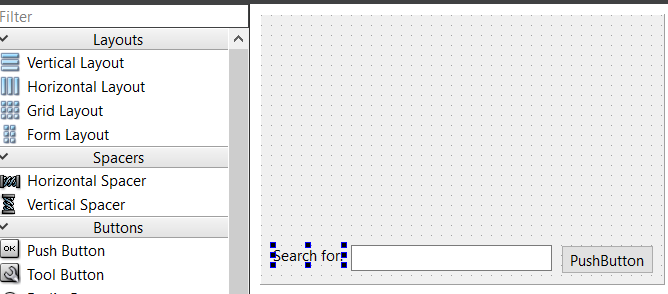 Filter
Layouts
Vertical Layout
Horizontal Layout
Grid Layout
Form Layout
Spacers
Horizontal Spacer
Vertical Spacer
Buttons
OK
Push Button
Tool Button
Search for:
PushButton